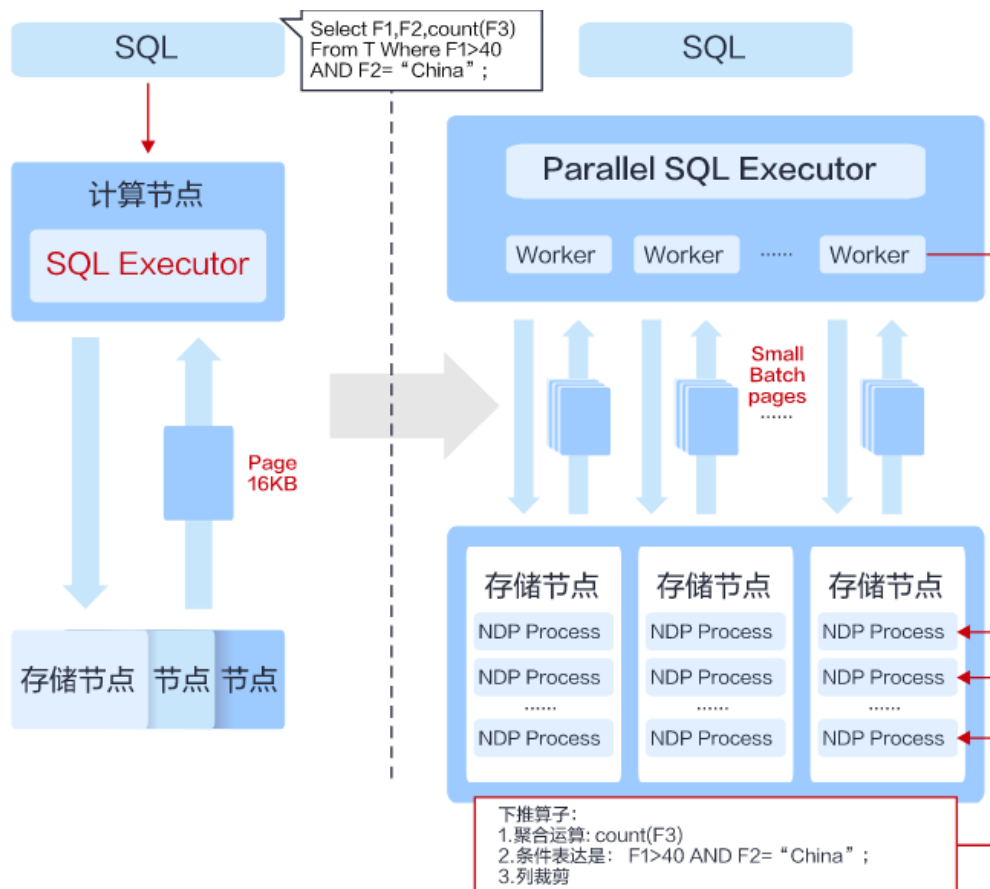 SQL
Select F1,F2,count(F3)
From T Where F1>40
AND F2= “China”;
计算节点
SQL Executor
Page
16KB
存储节点
节点
节点
SQL
Parallel SQL Executor
Worker
Worker
......
Worker
Small
Batch
pages
......
存储节点
NDP Process
NDP Process
......
NDP Process
存储节点
NDP Process
NDP Process
......
NDP Process
存储节点
NDP Process
NDP Process
......
NDP Process
下推算子：
1.聚合运算: count(F3)
2.条件表达是： F1>40 AND F2= “China”；
3.列裁剪